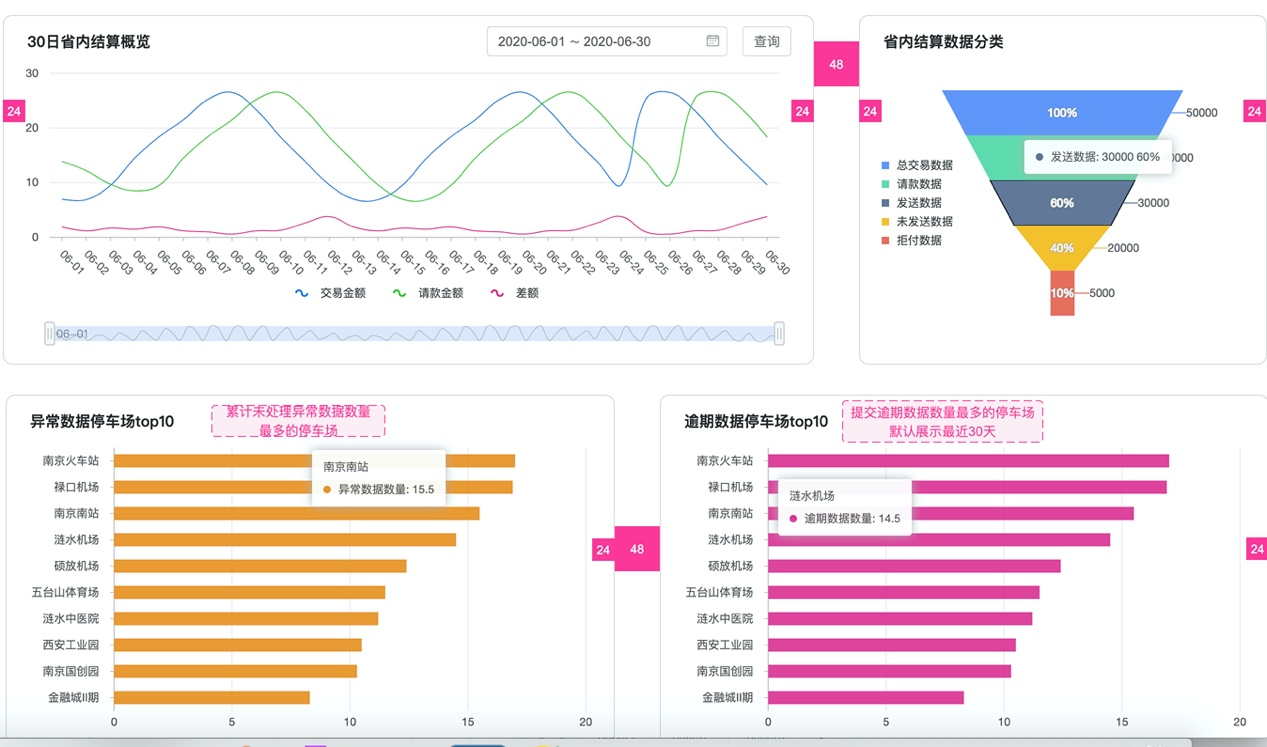 30日省内结算概览
2020-06-01 ~ 2020-06-30
查询
30
20
10
0
06-01
06-02
06-03
06-04
06-05
06-06
06-07
06-08
06-09
06-10
06-11
06-12
06-13
06-14
06-15
06-16
06-17
06-18
06-19
06-20
06-21
06-22
06-23
06-24
06-25
06-26
06-27
06-28
06-29
06-30
交易金额
请款金额
差额
06-01
24
24
48
省内结算数据分类
24
24
总交易数据
请款数据
发送数据
未发送数据
拒付数据
100%
50000
发送数据: 30000 60%
0000
60%
30000
40%
20000
10%
5000
异常数据停车场top10
累计未处理异常数据数量
最多的停车场
南京火车站
禄口机场
南京南站
涟水机场
硕放机场
五台山体育场
涟水中医院
西安工业园
南京国创园
金融城II期
南京南站
异常数据数量: 15.5
0
5
10
15
20
24
48
逾期数据停车场top10
提交逾期数据数量最多的停车场
默认展示最近30天
南京火车站
禄口机场
南京南站
涟水机场
硕放机场
五台山体育场
涟水中医院
西安工业园
南京国创园
金融城II期
涟水机场
逾期数据数量: 14.5
0
5
10
15
20
24